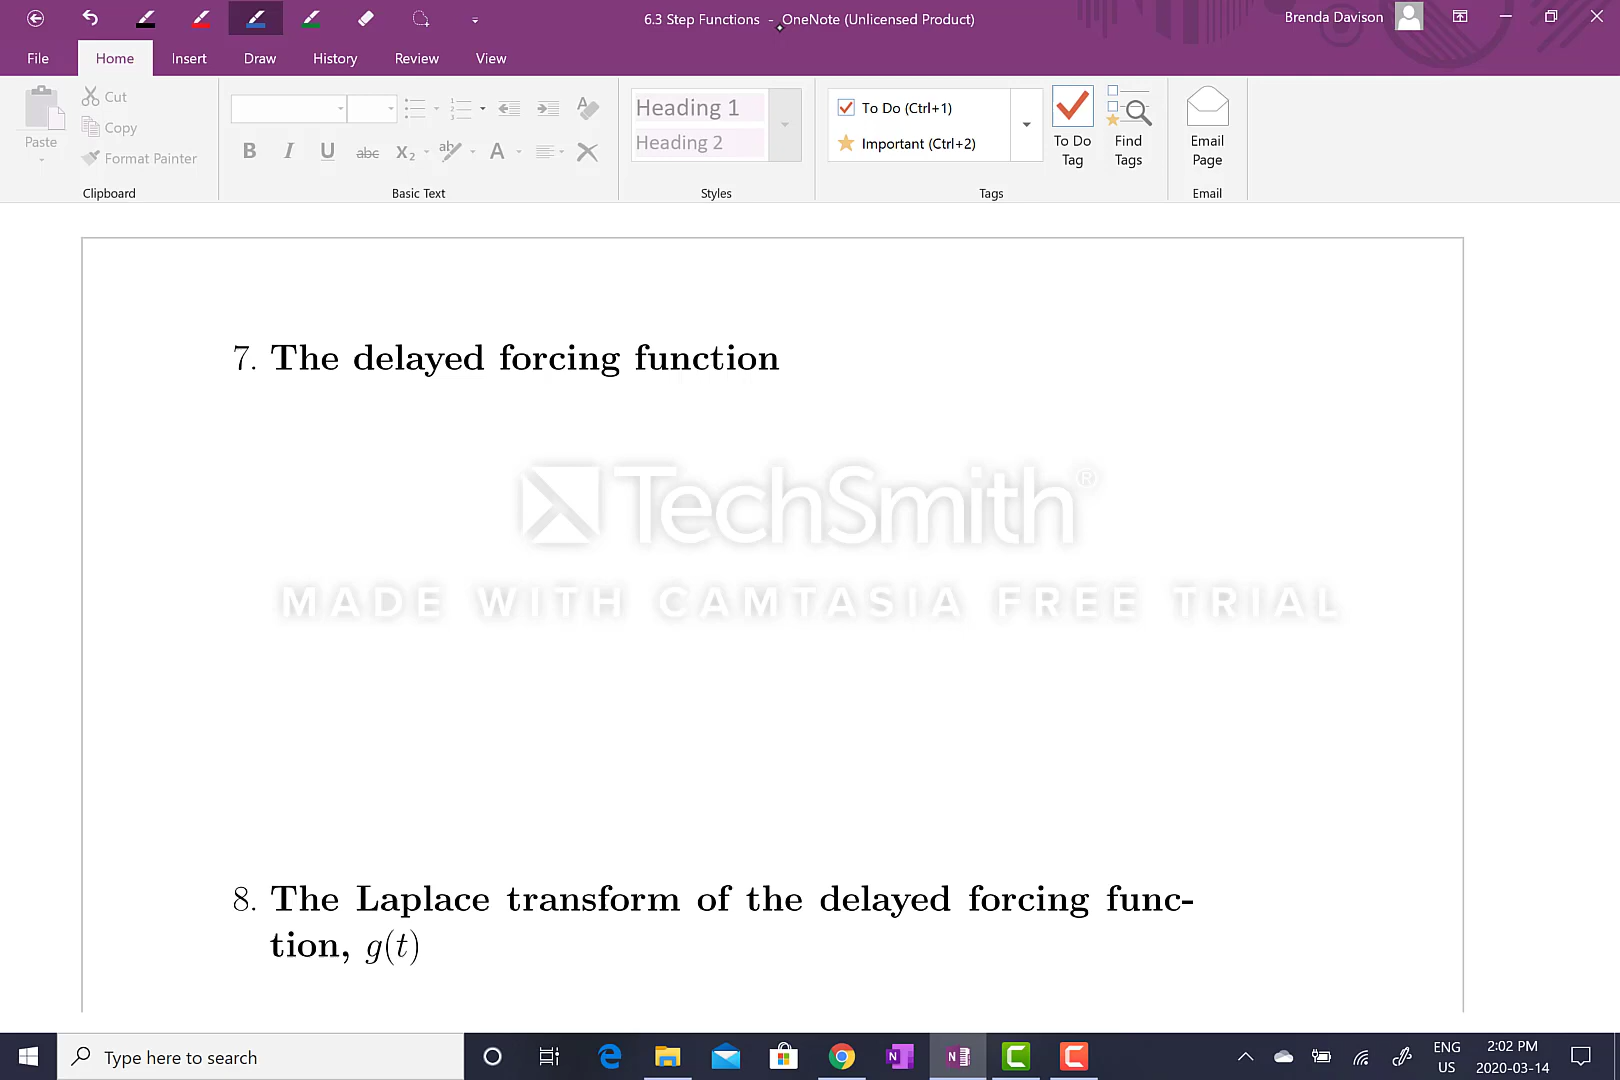 6.3 Step Functions - OneNote (Unlicensed Product)
Brenda Davison
File Home Insert Draw History Review View
Paste
Cut
Copy
Format Painter
Clipboard
B I U abc X₂ ab A
Basic Text
Heading 1
Heading 2
Styles
To Do (Ctrl+1)
Important (Ctrl+2)
Tags
To Do Tag
Find Tags
Email Page
Email
7. The delayed forcing function
TechSmith®
MADE WITH CAMTASIA FREE TRIAL
8. The Laplace transform of the delayed forcing func-
tion, g(t)
Type here to search
ENG
US
2:02 PM
2020-03-14